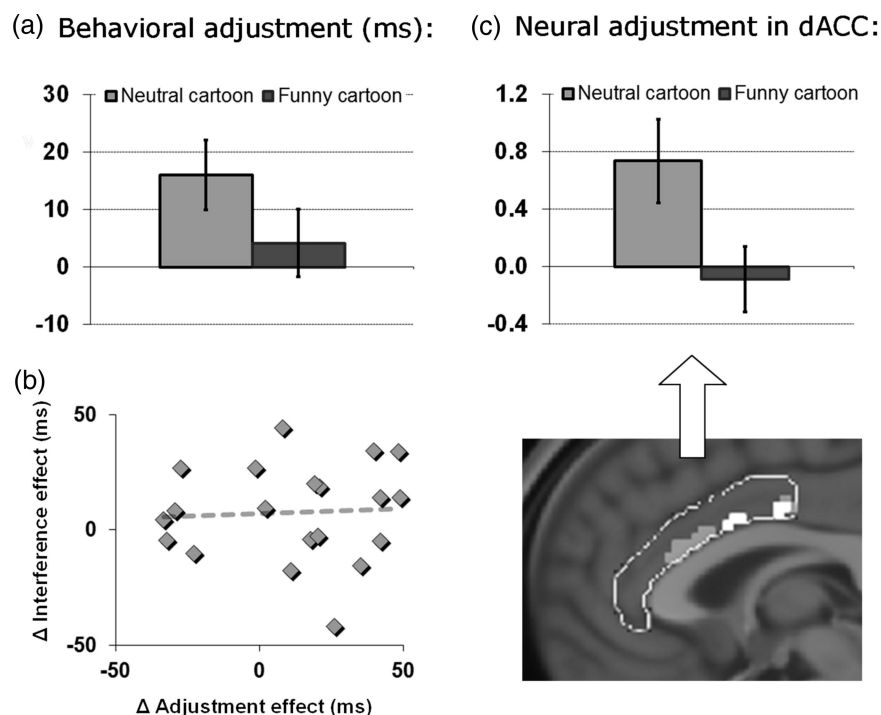 (a) Behavioral adjustment (ms):
30
20
10
0
-10
Neutral cartoon Funny cartoon
(c) Neural adjustment in dACC:
1.2
0.8
0.4
0.0
-0.4
Neutral cartoon Funny cartoon
(b)
Δ Interference effect (ms)
50
0
-50
-50 0 50
Δ Adjustment effect (ms)